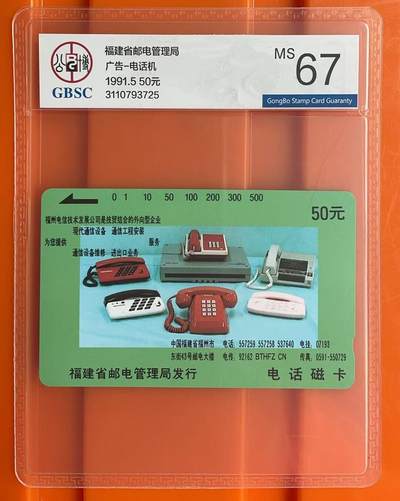 福建省邮电管理局
广告-电话机
1991.5 50元
3110793725
GBSC
MS 67
GongBo Stamp Card Guaranty
0 1 10 50 100 200 300 500
50元
福州电信技术发展公司是技贸结合的外向型企业
现代通信设备 通信工程安装
为您提供 服务
通信设备维修 进出口业务
中国福建省福州市 电话: 557259 557258 537640 电挂: 02193
东街43号邮电大楼 电传: 92162 BTHFZ CN 传真: 0591-550729
福建省邮电管理局发行 电话磁卡